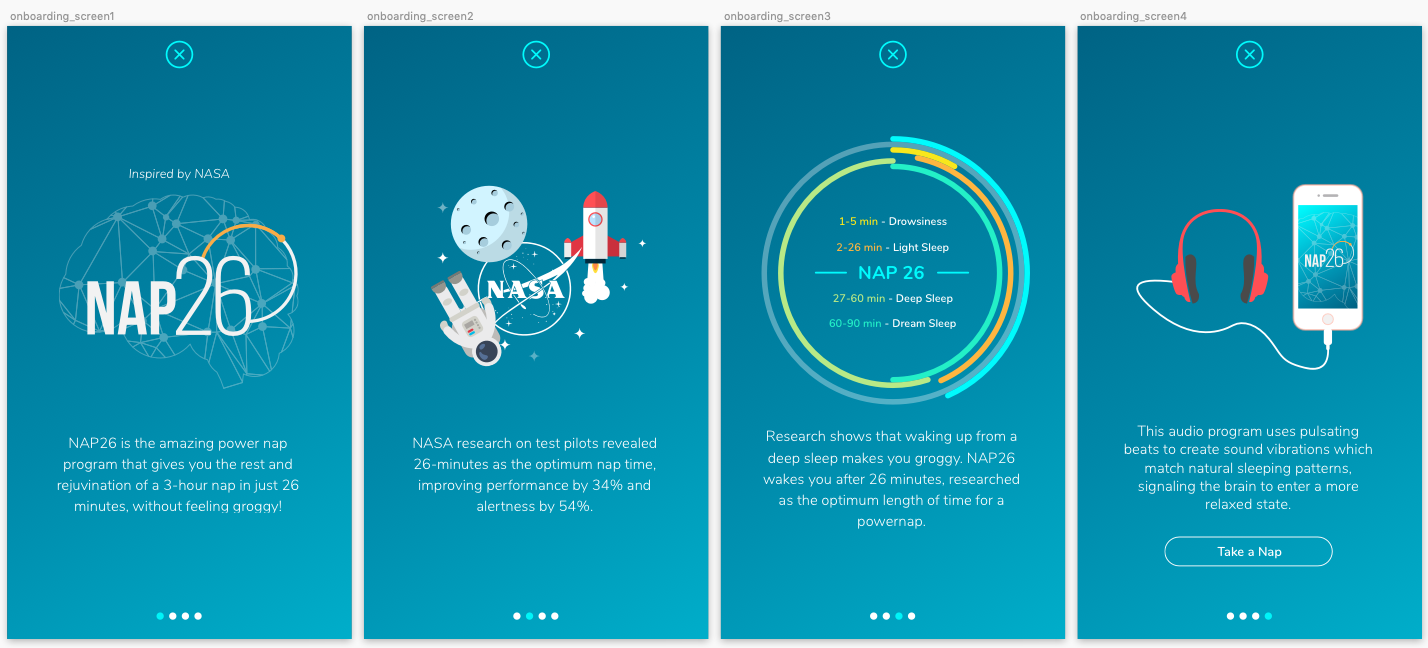 onboarding_screen1
Inspired by NASA
NAP26
NAP26 is the amazing power nap
program that gives you the rest and
rejuvination of a 3-hour nap in just 26
minutes, without feeling groggy!
onboarding_screen2
NASA
NASA research on test pilots revealed
26-minutes as the optimum nap time,
improving performance by 34% and
alertness by 54%.
onboarding_screen3
1-5 min - Drowsiness
2-26 min - Light Sleep
NAP 26
27-60 min - Deep Sleep
60-90 min - Dream Sleep
Research shows that waking up from a
deep sleep makes you groggy. NAP26
wakes you after 26 minutes, researched
as the optimum length of time for a
powernap.
onboarding_screen4
NAP26
This audio program uses pulsating
beats to create sound vibrations which
match natural sleeping patterns,
signaling the brain to enter a more
relaxed state.
Take a Nap